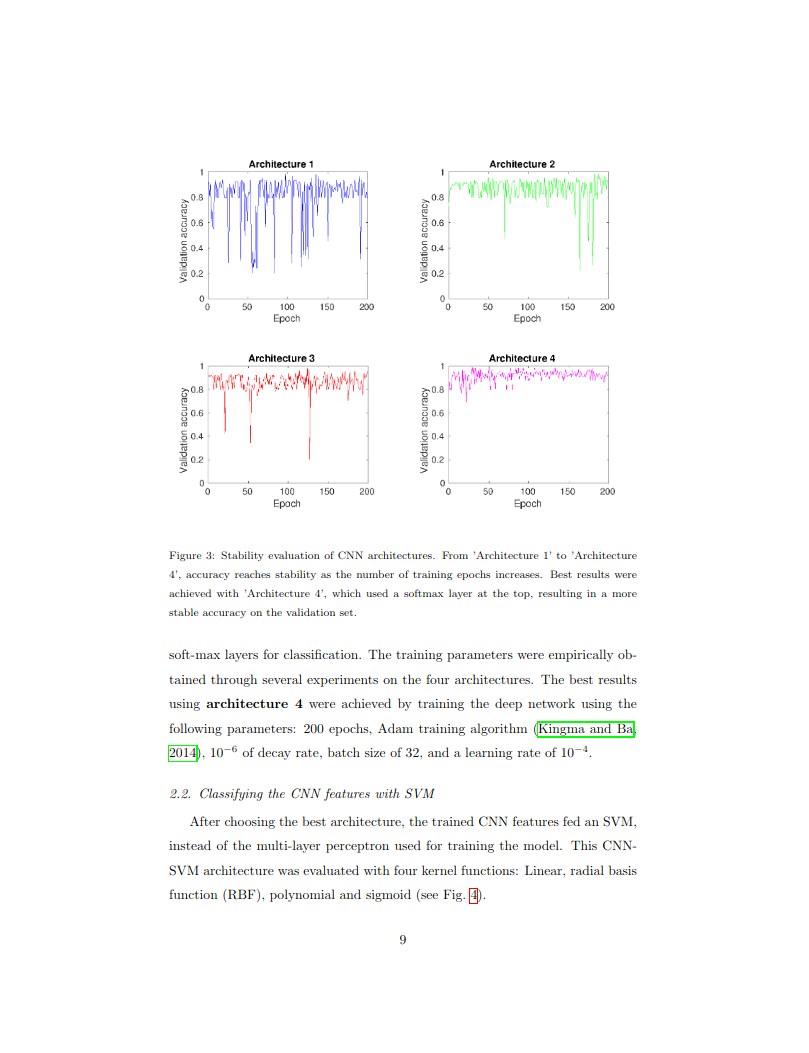 Architecture 1
1
0.8
0.6
0.4
0.2
0
Validation accuracy
0 50 100 150 200
Epoch
Architecture 2
1
0.8
0.6
0.4
0.2
0
Validation accuracy
0 50 100 150 200
Epoch
Architecture 3
1
0.8
0.6
0.4
0.2
0
Validation accuracy
0 50 100 150 200
Epoch
Architecture 4
1
0.8
0.6
0.4
0.2
0
Validation accuracy
0 50 100 150 200
Epoch
Figure 3: Stability evaluation of CNN architectures. From 'Architecture 1' to 'Architecture
4', accuracy reaches stability as the number of training epochs increases. Best results were
achieved with 'Architecture 4', which used a softmax layer at the top, resulting in a more
stable accuracy on the validation set.
soft-max layers for classification. The training parameters were empirically ob-
tained through several experiments on the four architectures. The best results
using architecture 4 were achieved by training the deep network using the
following parameters: 200 epochs, Adam training algorithm (Kingma and Ba,
2014), 10⁻⁶ of decay rate, batch size of 32, and a learning rate of 10⁻⁴.
2.2. Classifying the CNN features with SVM
After choosing the best architecture, the trained CNN features fed an SVM,
instead of the multi-layer perceptron used for training the model. This CNN-
SVM architecture was evaluated with four kernel functions: Linear, radial basis
function (RBF), polynomial and sigmoid (see Fig. 4).
9